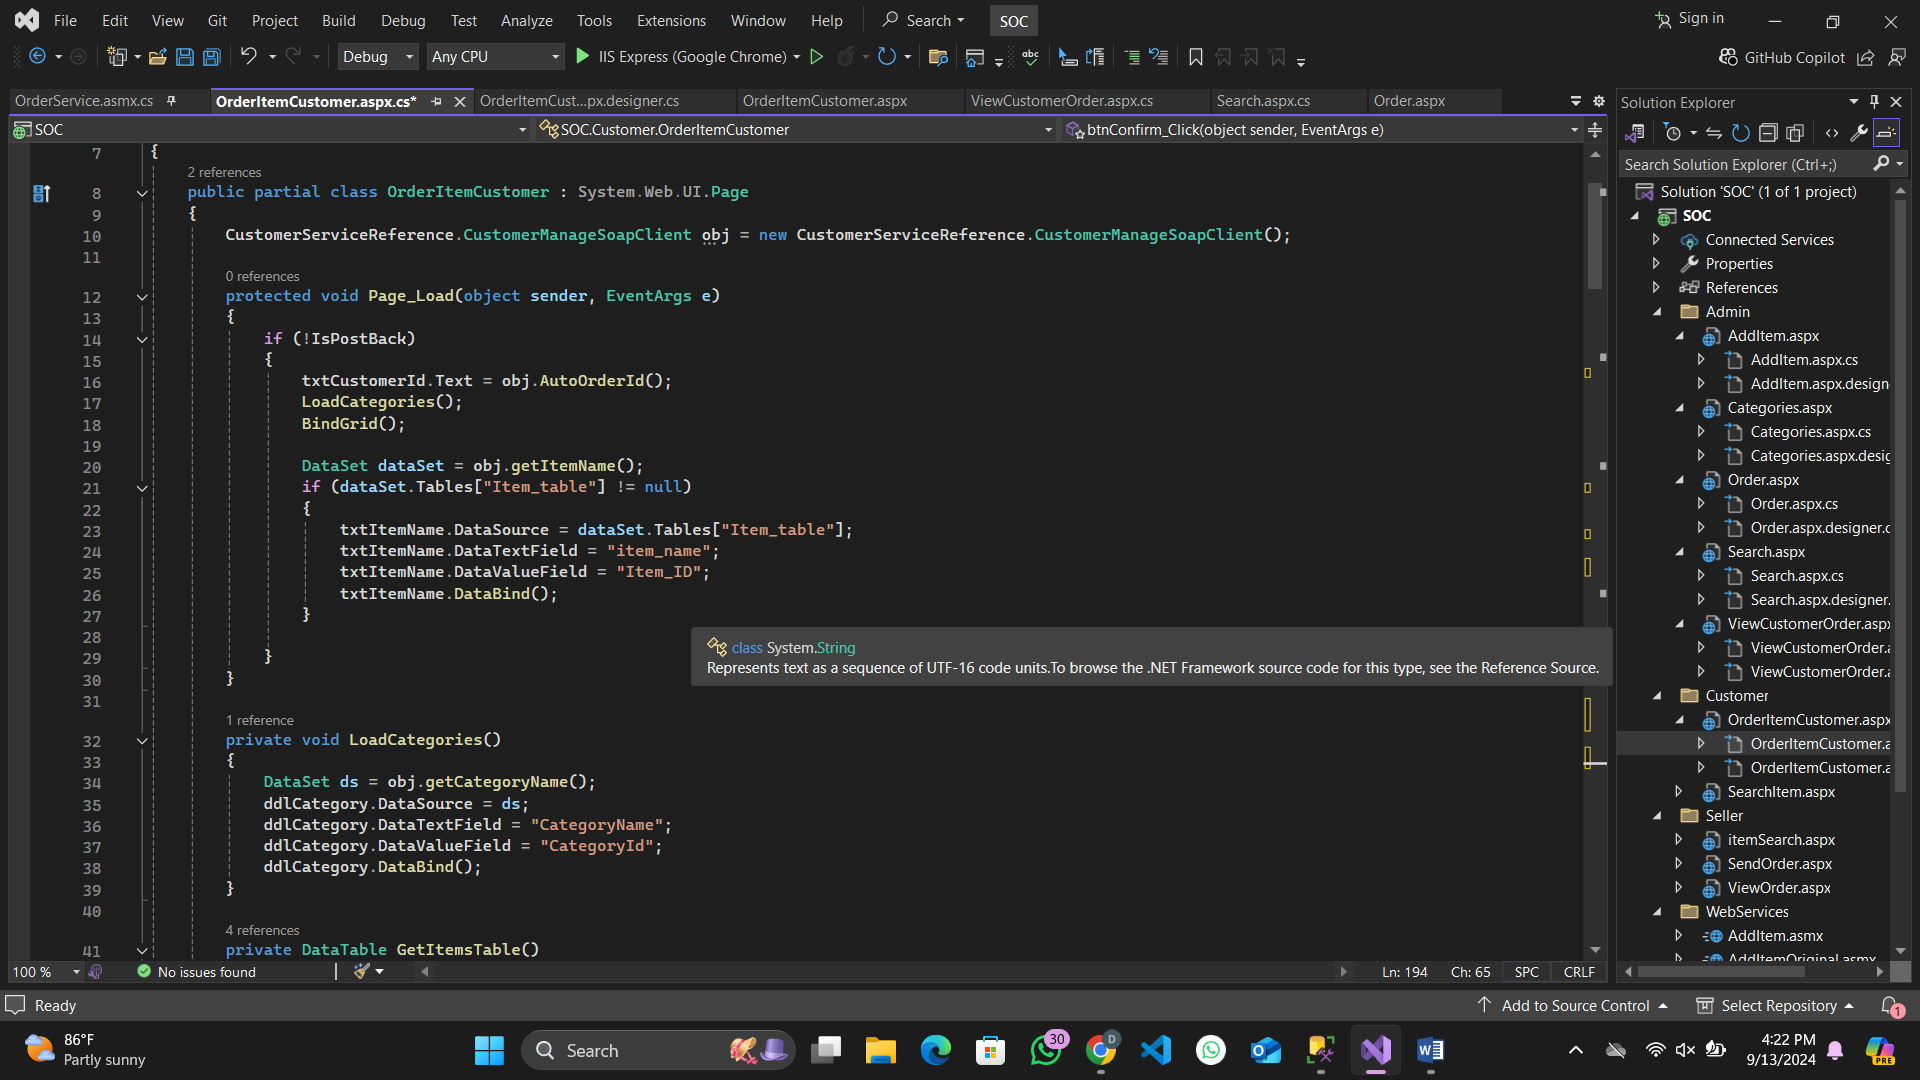 File Edit View Git Project Build Debug Test Analyze Tools Extensions Window Help Search SOC Sign in
Debug Any CPU IIS Express (Google Chrome) GitHub Copilot
OrderService.asmx.cs OrderItemCustomer.aspx.cs* OrderItemCust...px.designer.cs OrderItemCustomer.aspx ViewCustomerOrder.aspx.cs Search.aspx.cs Order.aspx
SOC SOC.Customer.OrderItemCustomer btnConfirm_Click(object sender, EventArgs e)
7 {
2 references
8 public partial class OrderItemCustomer : System.Web.UI.Page
9 {
10 CustomerServiceReference.CustomerManageSoapClient obj = new CustomerServiceReference.CustomerManageSoapClient();
11
0 references
12 protected void Page_Load(object sender, EventArgs e)
13 {
14 if (!IsPostBack)
15 {
16 txtCustomerId.Text = obj.AutoOrderId();
17 LoadCategories();
18 BindGrid();
19
20 DataSet dataSet = obj.getItemName();
21 if (dataSet.Tables["Item_table"] != null)
22 {
23 txtItemName.DataSource = dataSet.Tables["Item_table"];
24 txtItemName.DataTextField = "item_name";
25 txtItemName.DataValueField = "Item_ID";
26 txtItemName.DataBind();
27 }
28
29 }
30 }
31
class System.String
Represents text as a sequence of UTF-16 code units.To browse the .NET Framework source code for this type, see the Reference Source.
1 reference
32 private void LoadCategories()
33 {
34 DataSet ds = obj.getCategoryName();
35 ddlCategory.DataSource = ds;
36 ddlCategory.DataTextField = "CategoryName";
37 ddlCategory.DataValueField = "CategoryId";
38 ddlCategory.DataBind();
39 }
40
4 references
41 private DataTable GetItemsTable()
100 % No issues found Ln: 194 Ch: 65 SPC CRLF
Solution Explorer
Search Solution Explorer (Ctrl+;)
Solution 'SOC' (1 of 1 project)
SOC
Connected Services
Properties
References
Admin
AddItem.aspx
AddItem.aspx.cs
AddItem.aspx.design
Categories.aspx
Categories.aspx.cs
Categories.aspx.desig
Order.aspx
Order.aspx.cs
Order.aspx.designer.c
Search.aspx
Search.aspx.cs
Search.aspx.designer.
ViewCustomerOrder.aspx
ViewCustomerOrder.a
ViewCustomerOrder.a
Customer
OrderItemCustomer.aspx
OrderItemCustomer.a
OrderItemCustomer.a
SearchItem.aspx
Seller
itemSearch.aspx
SendOrder.aspx
ViewOrder.aspx
WebServices
AddItem.asmx
AddItemOriginal.asmx
Ready Add to Source Control Select Repository 1
86°F
Partly sunny
Search
30
D
4:22 PM
9/13/2024
PRE